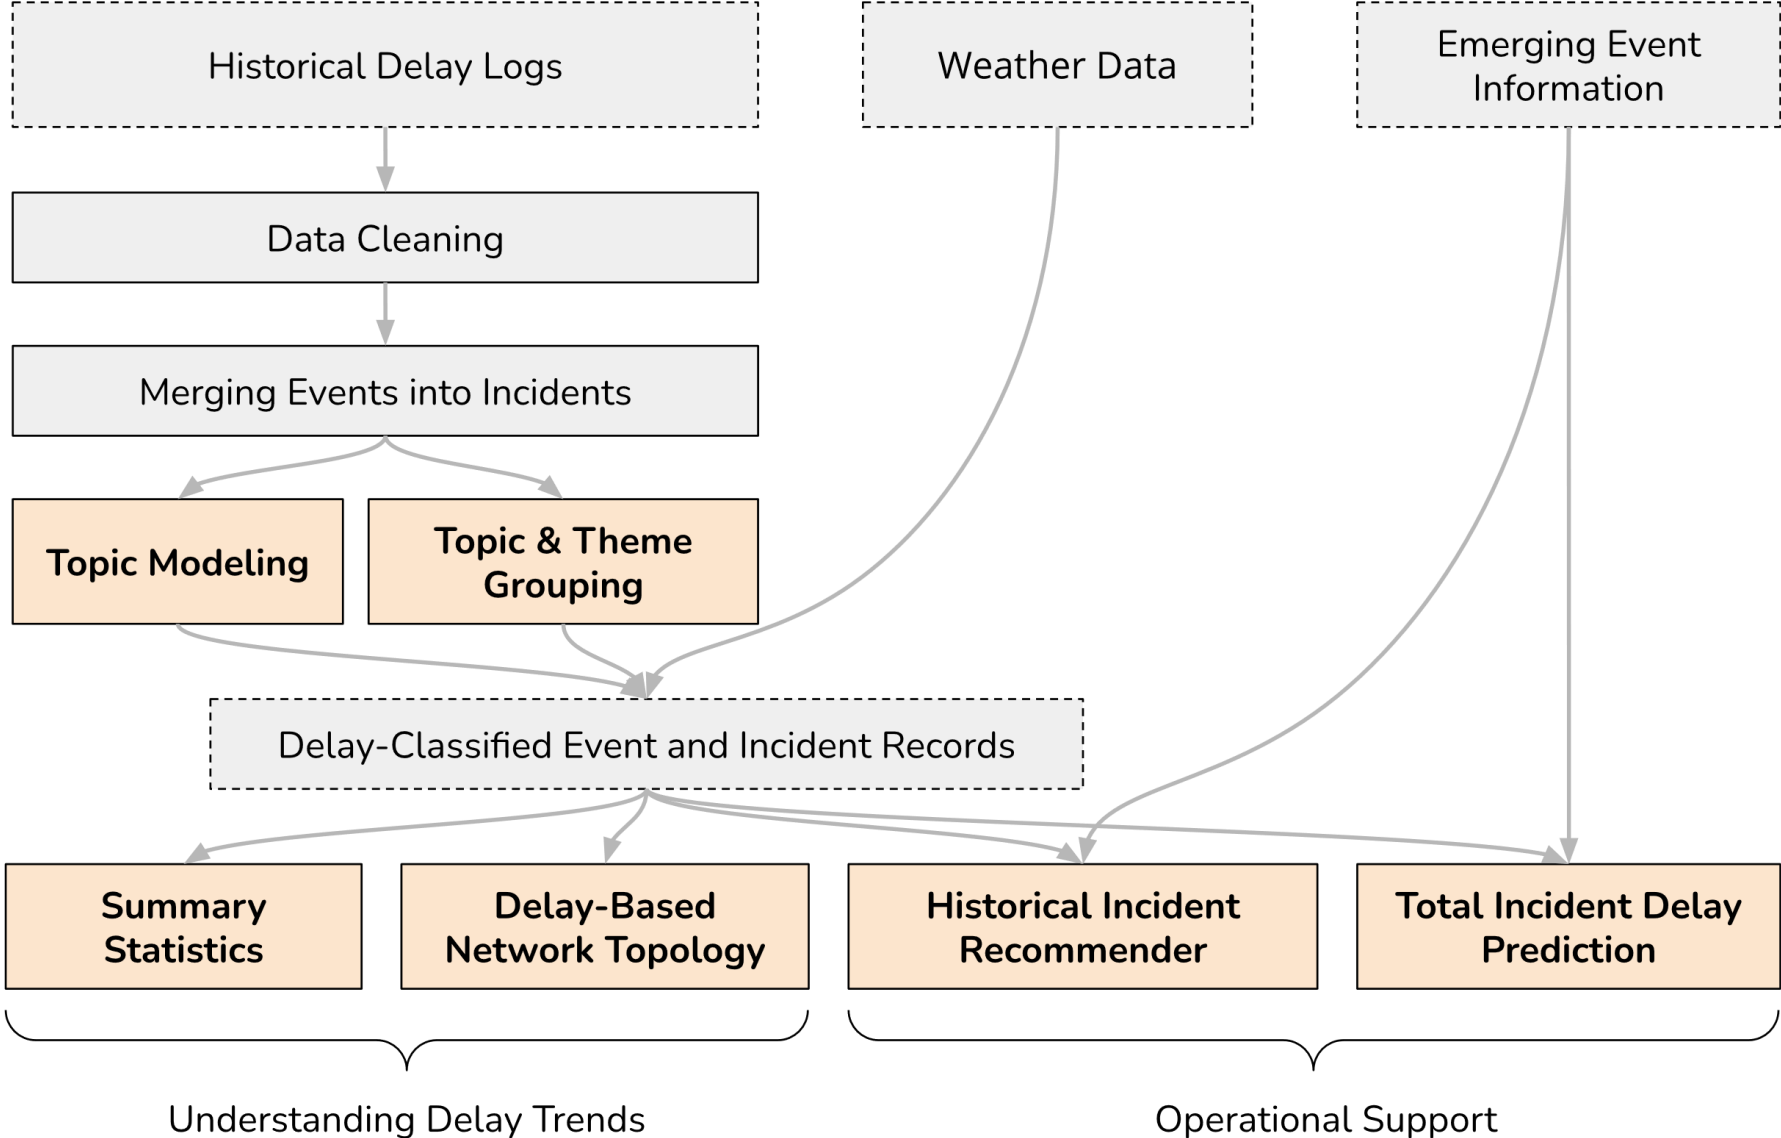 Historical Delay Logs
Weather Data
Emerging Event
Information
Data Cleaning
Merging Events into Incidents
Topic Modeling
Topic & Theme
Grouping
Delay-Classified Event and Incident Records
Summary
Statistics
Delay-Based
Network Topology
Historical Incident
Recommender
Total Incident Delay
Prediction
Understanding Delay Trends
Operational Support